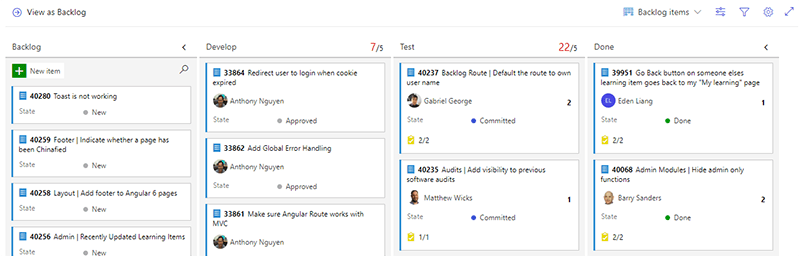 View as Backlog
Backlog items
Backlog
New item
40280 Toast is not working
State New
40259 Footer | Indicate whether a page has
been Chinafied
State New
40258 Layout | Add footer to Angular 6 pages
State New
40256 Admin | Recently Updated Learning Items
State New
Develop 7/5
33864 Redirect user to login when cookie
expired
Anthony Nguyen
State Approved
33862 Add Global Error Handling
Anthony Nguyen
State Approved
33861 Make sure Angular Route works with
MVC
Anthony Nguyen
Test 22/5
40237 Backlog Route | Default the route to own
user name
Gabriel George 2
State Committed
2/2
40235 Audits | Add visibility to previous
software audits
Matthew Wicks 1
State Committed
1/1
Done
39951 Go Back button on someone elses
learning item goes back to my "My learning" page
EL Eden Liang 1
State Done
2/2
40068 Admin Modules | Hide admin only
functions
Barry Sanders 2
State Done
2/2